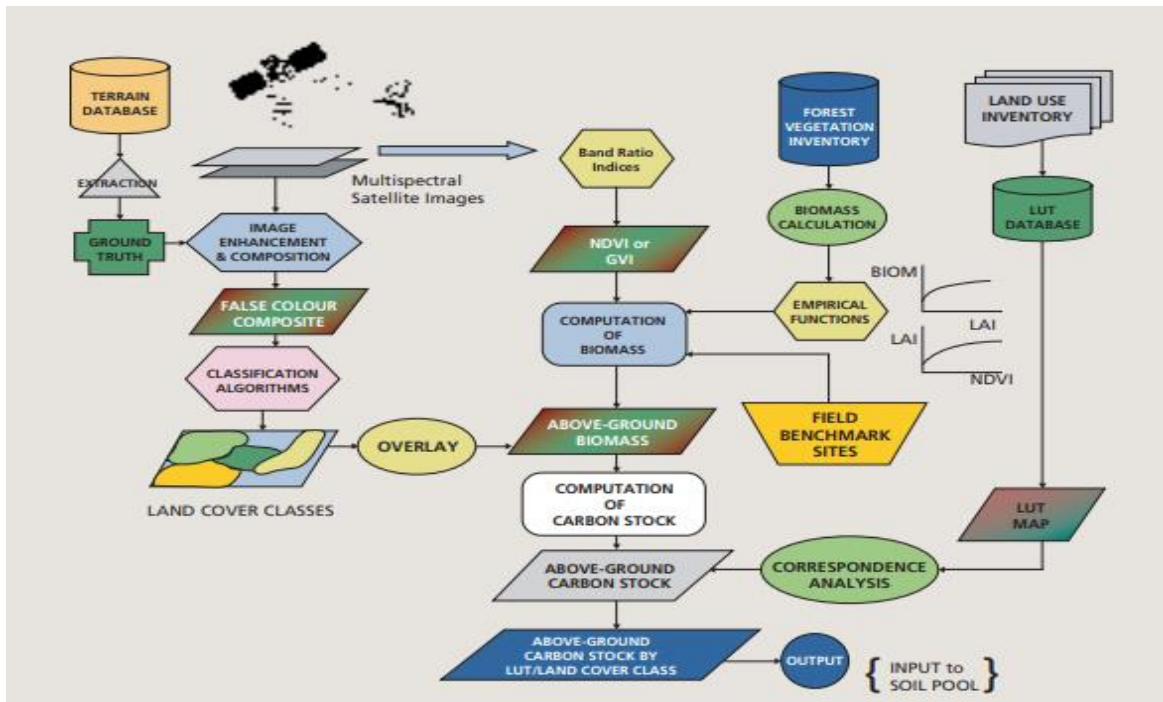 TERRAIN
DATABASE
EXTRACTION
GROUND
TRUTH
Multispectral
Satellite Images
IMAGE
ENHANCEMENT
& COMPOSITION
FALSE COLOUR
COMPOSITE
CLASSIFICATION
ALGORITHMS
LAND COVER CLASSES
OVERLAY
Band Ratio
Indices
NDVI or
GVI
COMPUTATION
OF
BIOMASS
ABOVE-GROUND
BIOMASS
COMPUTATION
OF
CARBON STOCK
ABOVE-GROUND
CARBON STOCK
ABOVE-GROUND
CARBON STOCK BY
LUT/LAND COVER CLASS
OUTPUT
{ INPUT to
SOIL POOL }
FOREST
VEGETATION
INVENTORY
BIOMASS
CALCULATION
EMPIRICAL
FUNCTIONS
BIOM
LAI
LAI
NDVI
FIELD
BENCHMARK
SITES
LAND USE
INVENTORY
LUT
DATABASE
LUT
MAP
CORRESPONDENCE
ANALYSIS